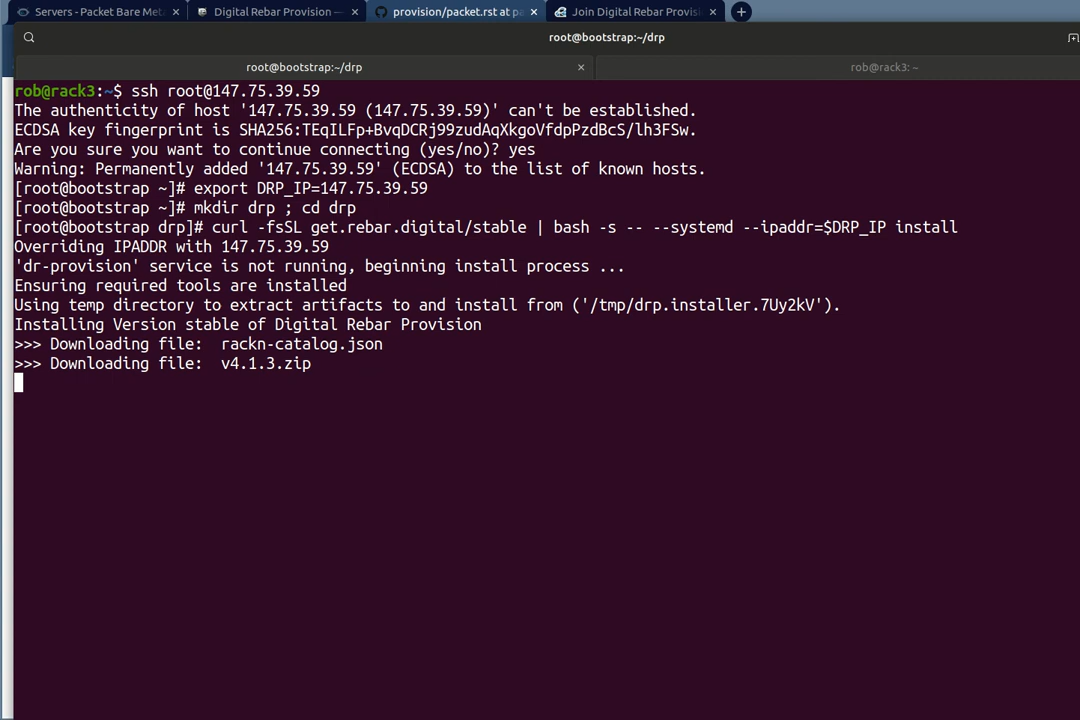 Servers - Packet Bare Met
Digital Rebar Provision —
provision/packet.rst at pa
Join Digital Rebar Provisi
root@bootstrap:~/drp
root@bootstrap:~/drp
rob@rack3: ~
rob@rack3:~$ ssh root@147.75.39.59
The authenticity of host '147.75.39.59 (147.75.39.59)' can't be established.
ECDSA key fingerprint is SHA256:TEqILFp+BvqDCRj99zudAqXkgoVfdpPzdBcS/lh3FSw.
Are you sure you want to continue connecting (yes/no)? yes
Warning: Permanently added '147.75.39.59' (ECDSA) to the list of known hosts.
[root@bootstrap ~]# export DRP_IP=147.75.39.59
[root@bootstrap ~]# mkdir drp ; cd drp
[root@bootstrap drp]# curl -fsSL get.rebar.digital/stable | bash -s -- --systemd --ipaddr=$DRP_IP install
Overriding IPADDR with 147.75.39.59
'dr-provision' service is not running, beginning install process ...
Ensuring required tools are installed
Using temp directory to extract artifacts to and install from ('/tmp/drp.installer.7Uy2kV').
Installing Version stable of Digital Rebar Provision
>>> Downloading file:  rackn-catalog.json
>>> Downloading file:  v4.1.3.zip